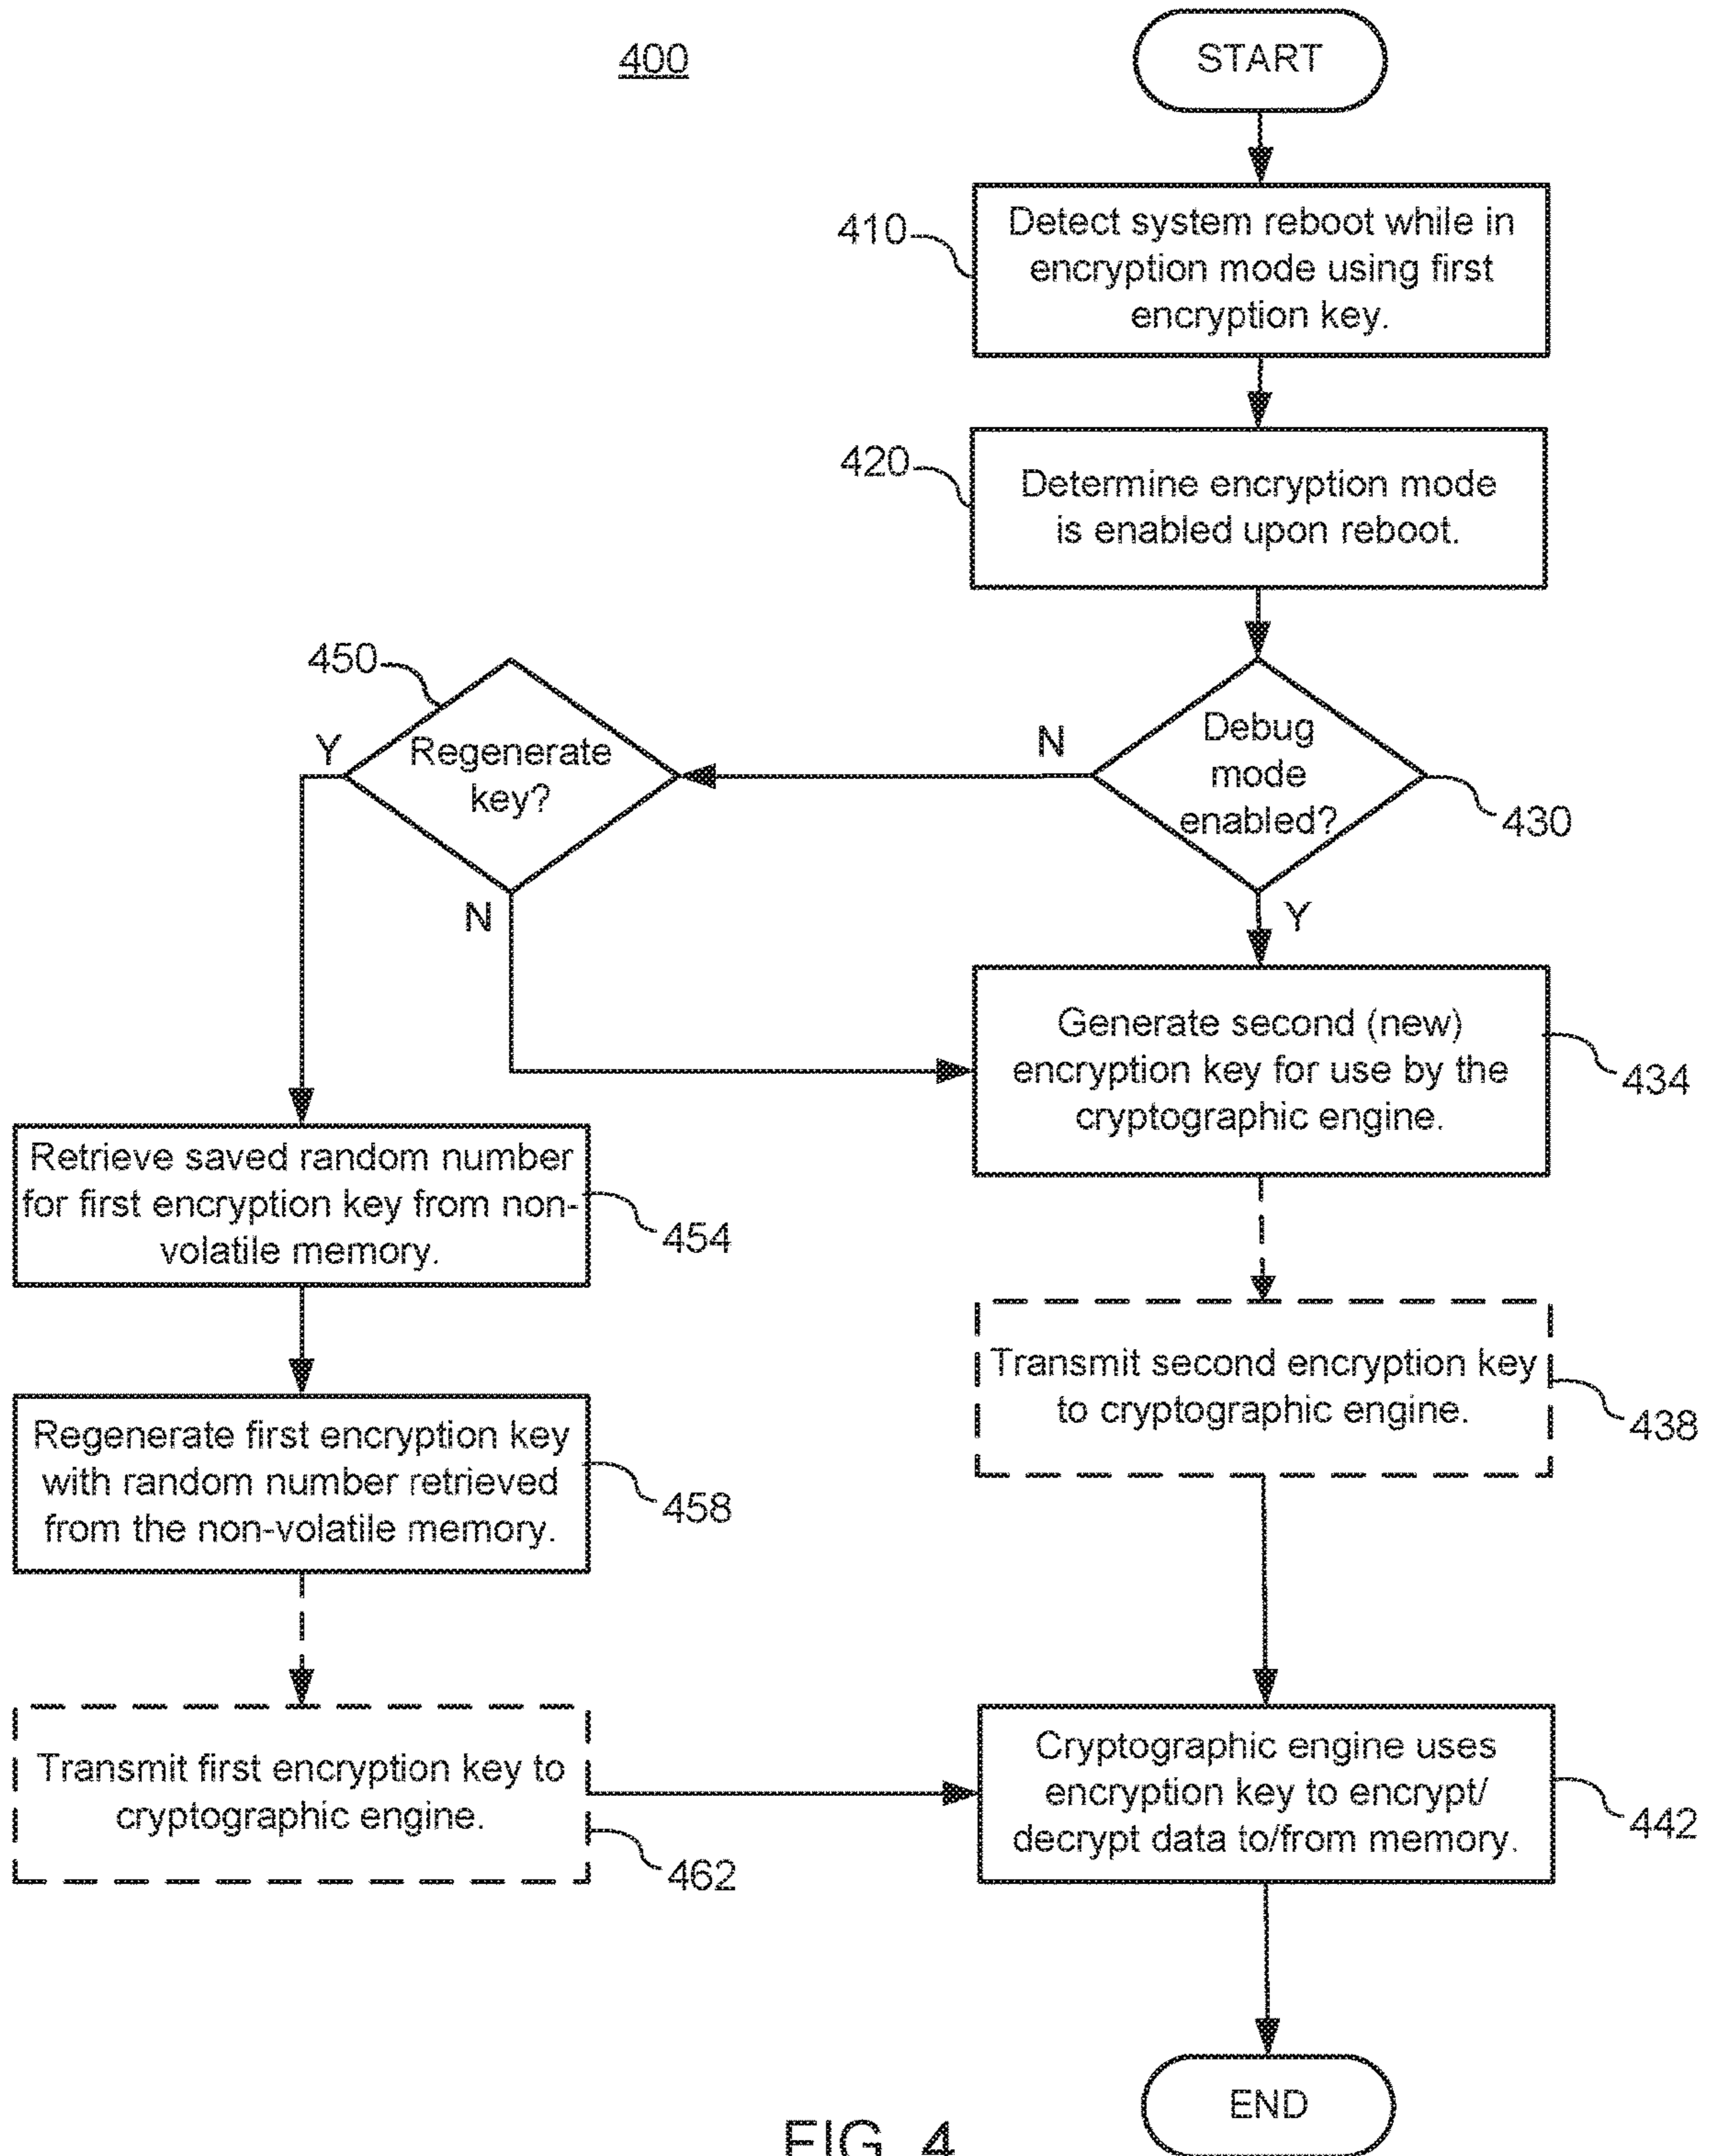 400
START
410
Detect system reboot while in
encryption mode using first
encryption key.
420
Determine encryption mode
is enabled upon reboot.
450
Y
Regenerate
key?
N
N
Debug
mode
enabled?
430
Y
Generate second (new)
encryption key for use by the
cryptographic engine.
434
Retrieve saved random number
for first encryption key from non-
volatile memory.
454
Transmit second encryption key
to cryptographic engine.
438
Regenerate first encryption key
with random number retrieved
from the non-volatile memory.
458
Transmit first encryption key to
cryptographic engine.
462
Cryptographic engine uses
encryption key to encrypt/
decrypt data to/from memory.
442
END
FIG. 4